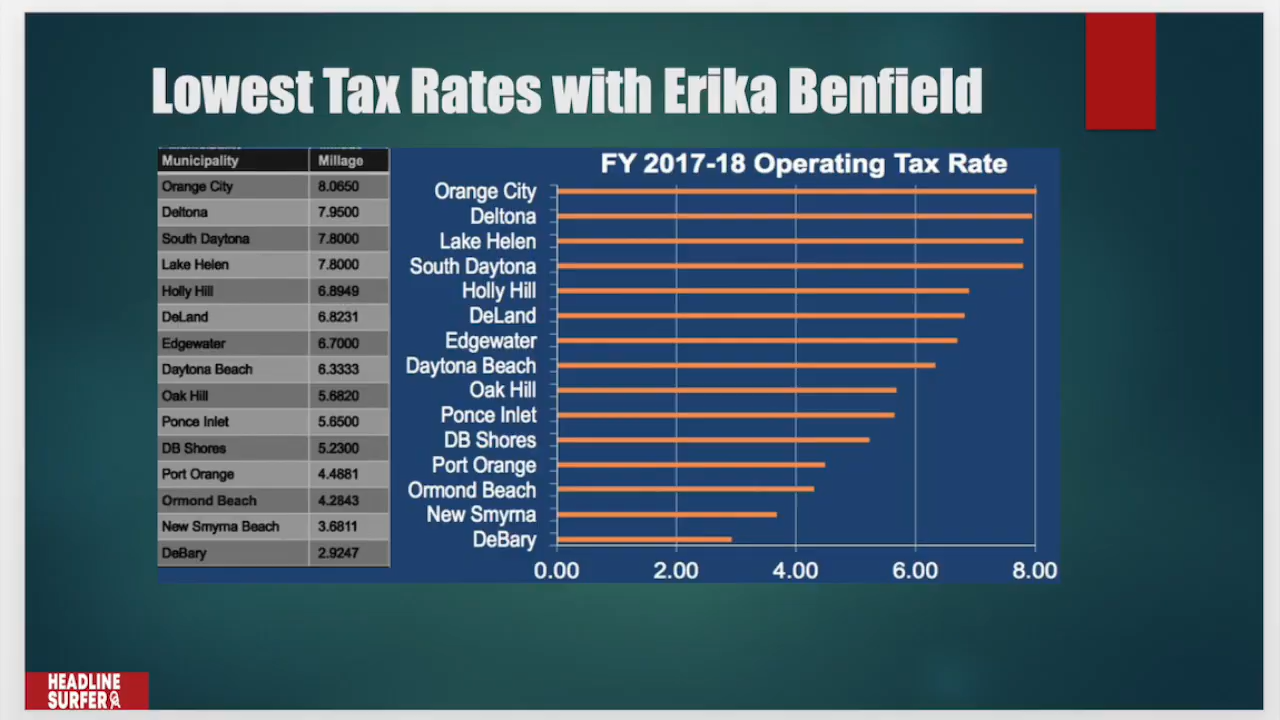 Lowest Tax Rates with Erika Benfield
Municipality Millage
Orange City 8.0650
Deltona 7.9500
South Daytona 7.8000
Lake Helen 7.8000
Holly Hill 6.8949
DeLand 6.8231
Edgewater 6.7000
Daytona Beach 6.3333
Oak Hill 5.6820
Ponce Inlet 5.6500
DB Shores 5.2300
Port Orange 4.4881
Ormond Beach 4.2843
New Smyrna Beach 3.6811
DeBary 2.9247
FY 2017-18 Operating Tax Rate
Orange City
Deltona
Lake Helen
South Daytona
Holly Hill
DeLand
Edgewater
Daytona Beach
Oak Hill
Ponce Inlet
DB Shores
Port Orange
Ormond Beach
New Smyrna
DeBary
0.00 2.00 4.00 6.00 8.00
HEADLINE
SURFER